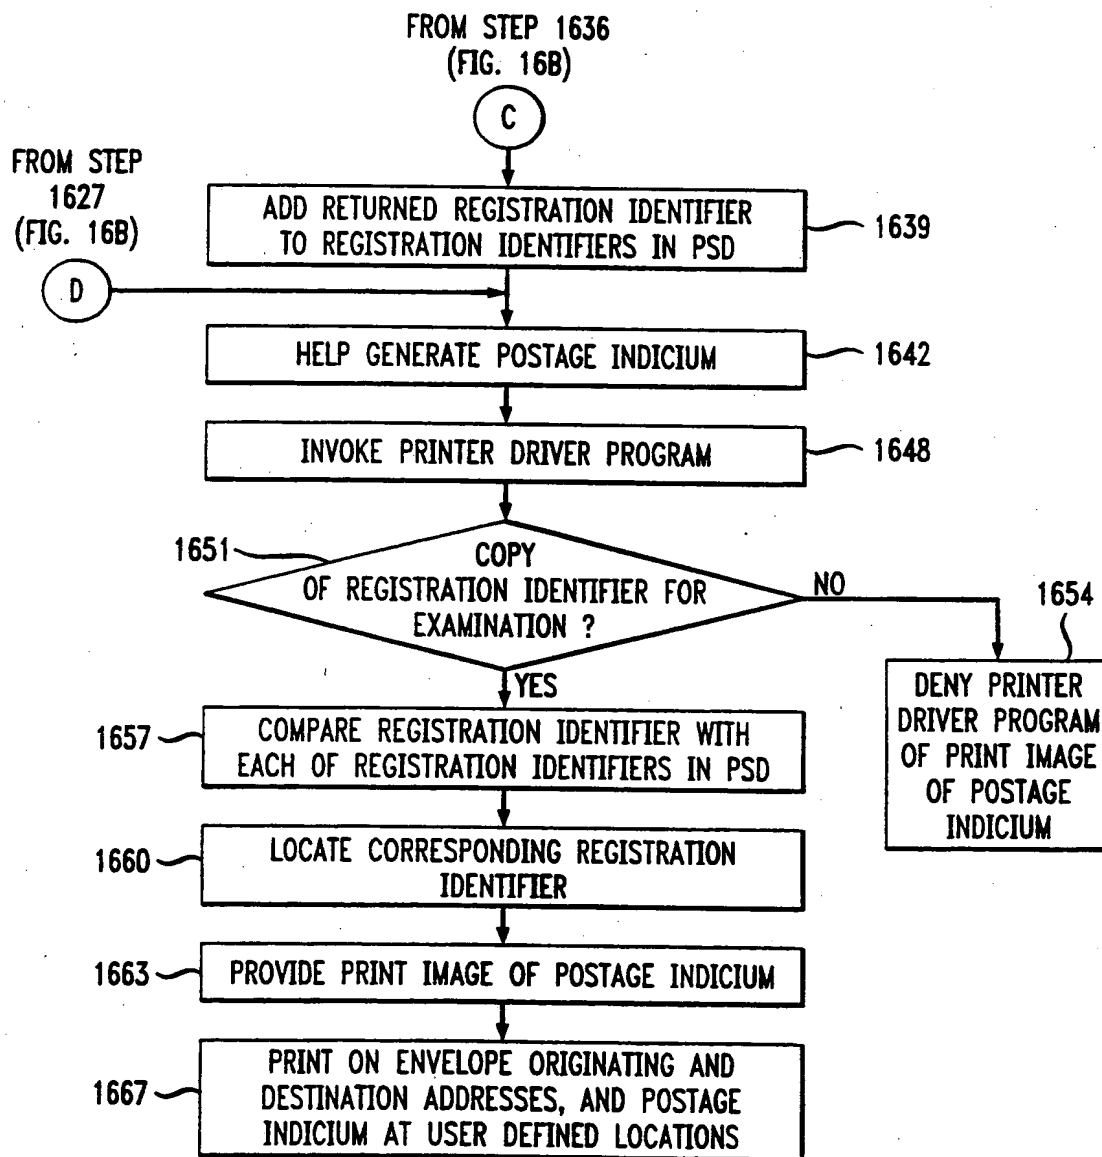 FROM STEP 1636
(FIG. 16B)
C
FROM STEP
1627
(FIG. 16B)
D
ADD RETURNED REGISTRATION IDENTIFIER
TO REGISTRATION IDENTIFIERS IN PSD
1639
HELP GENERATE POSTAGE INDICIUM
1642
INVOKE PRINTER DRIVER PROGRAM
1648
1651
COPY
OF REGISTRATION IDENTIFIER FOR
EXAMINATION ?
NO
1654
DENY PRINTER
DRIVER PROGRAM
OF PRINT IMAGE
OF POSTAGE
INDICIUM
YES
1657
COMPARE REGISTRATION IDENTIFIER WITH
EACH OF REGISTRATION IDENTIFIERS IN PSD
1660
LOCATE CORRESPONDING REGISTRATION
IDENTIFIER
1663
PROVIDE PRINT IMAGE OF POSTAGE INDICIUM
1667
PRINT ON ENVELOPE ORIGINATING AND
DESTINATION ADDRESSES, AND POSTAGE
INDICIUM AT USER DEFINED LOCATIONS